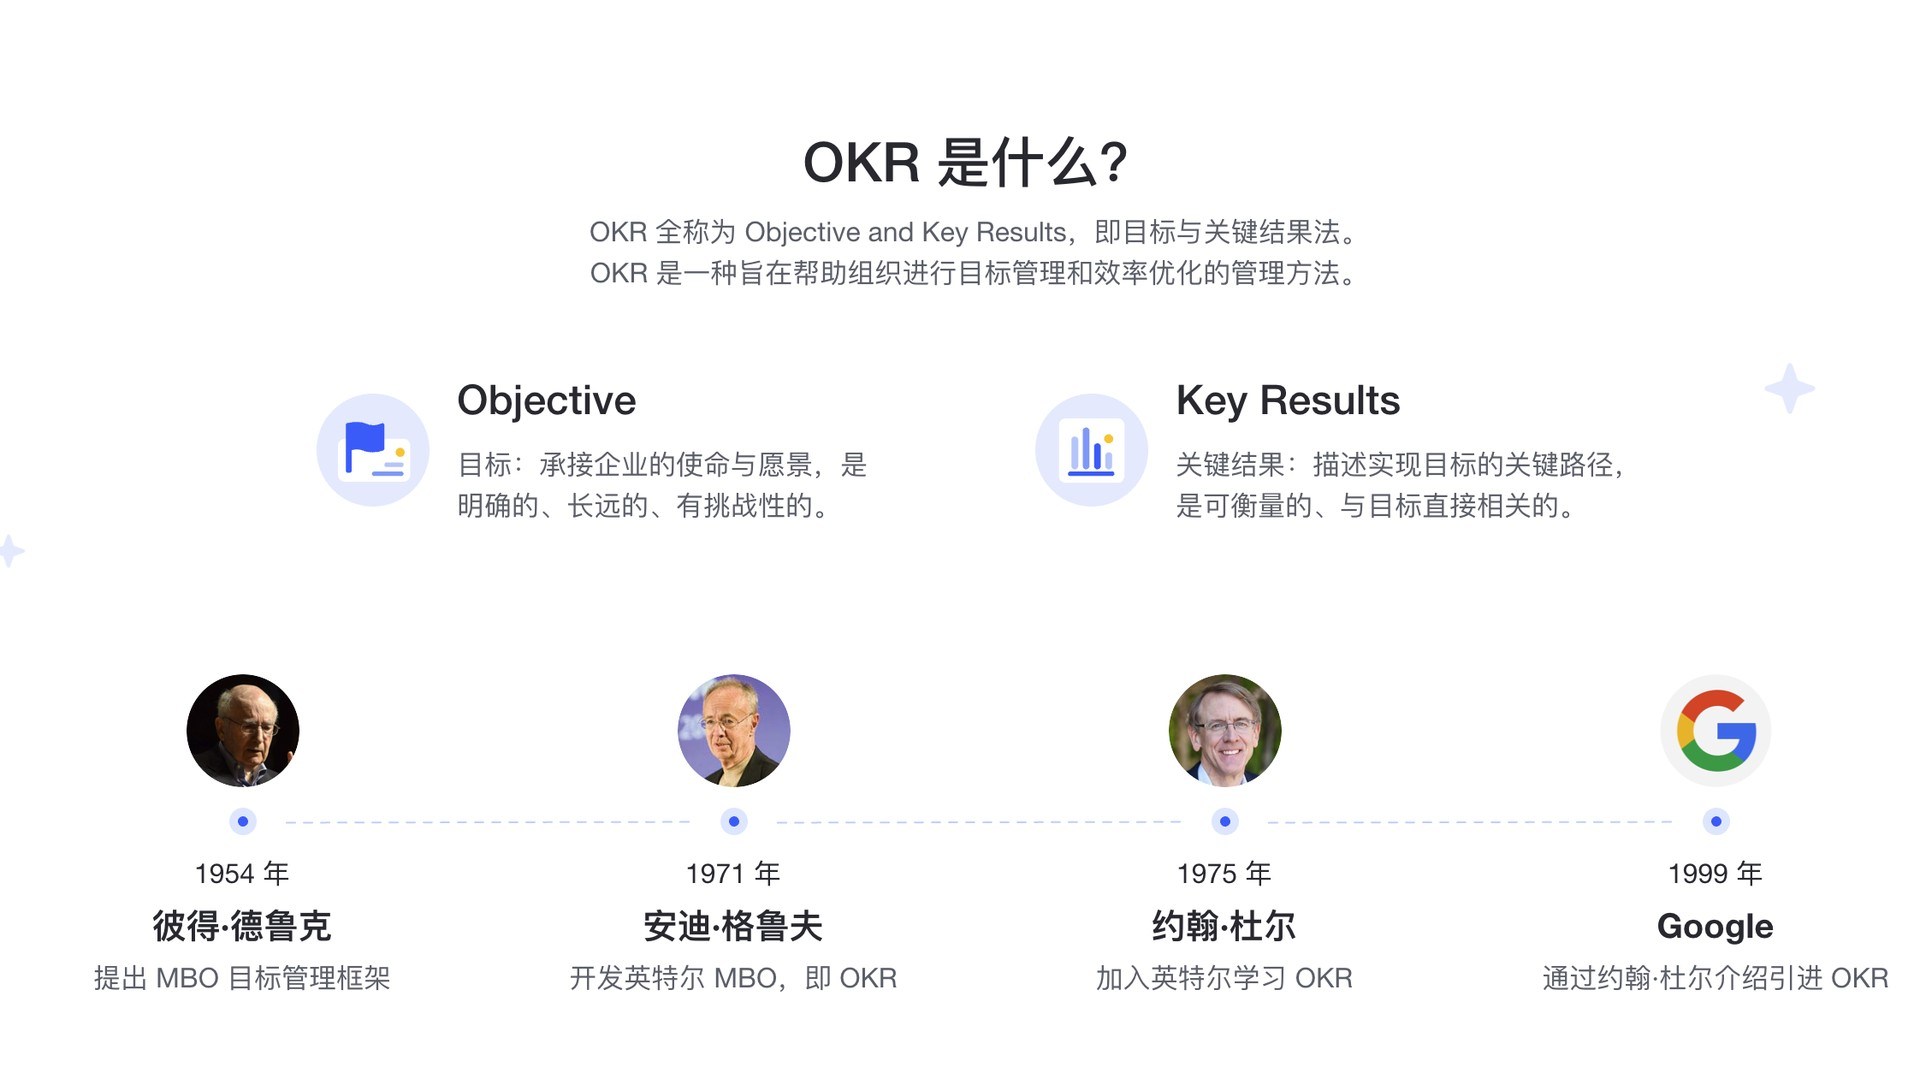 OKR 是什么?
OKR 全称为 Objective and Key Results，即目标与关键结果法。
OKR 是一种旨在帮助组织进行目标管理和效率优化的管理方法。
Objective
目标：承接企业的使命与愿景，是
明确的、长远的、有挑战性的。
Key Results
关键结果：描述实现目标的关键路径，
是可衡量的、与目标直接相关的。
1954 年
彼得·德鲁克
提出 MBO 目标管理框架
1971 年
安迪·格鲁夫
开发英特尔 MBO，即 OKR
1975 年
约翰·杜尔
加入英特尔学习 OKR
1999 年
Google
通过约翰·杜尔介绍引进 OKR